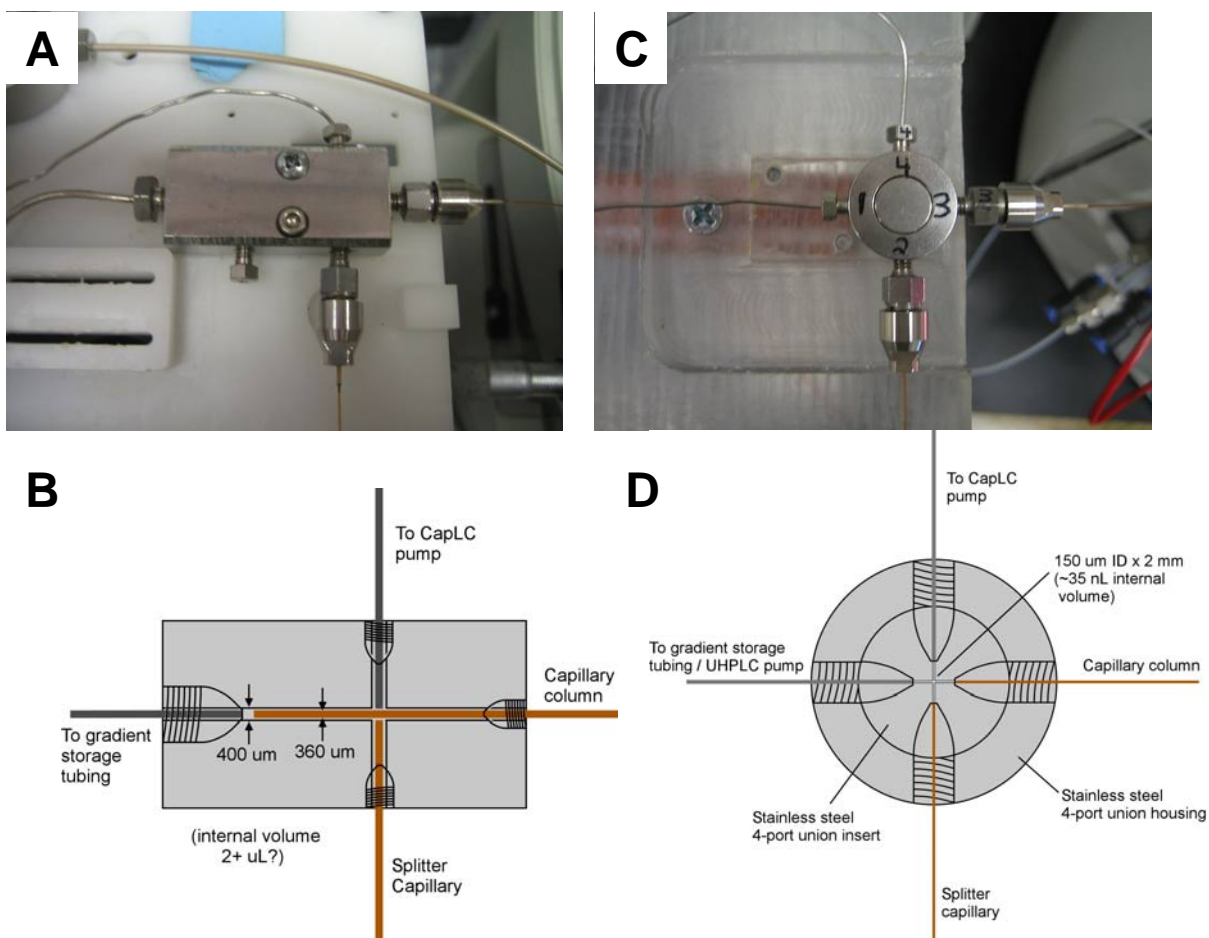 A
C
4
4
1
3
3
2
B
To CapLC
pump
Capillary
column
To gradient
storage
tubing
400 um
360 um
(internal volume
2+ uL?)
Splitter
Capillary
D
To CapLC
pump
150 um ID x 2 mm
(~35 nL internal
volume)
To gradient storage
tubing / UHPLC pump
Capillary column
Stainless steel
4-port union insert
Stainless steel
4-port union housing
Splitter
capillary